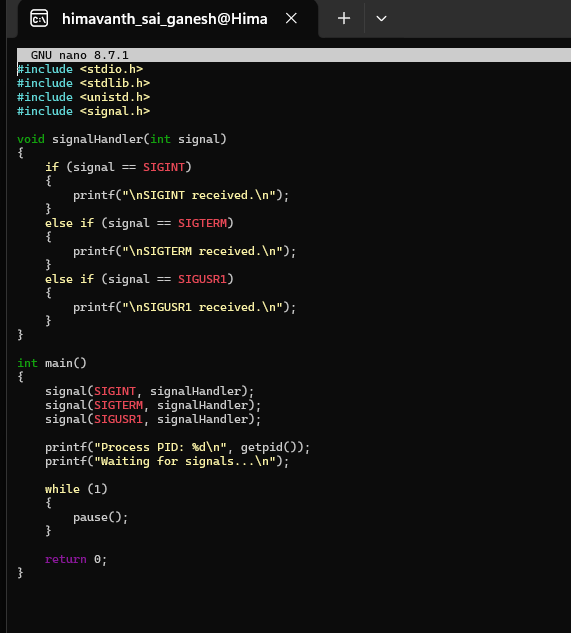 himavanth_sai_ganesh@Hima
GNU nano 8.7.1
#include <stdio.h>
#include <stdlib.h>
#include <unistd.h>
#include <signal.h>

void signalHandler(int signal)
{
    if (signal == SIGINT)
    {
        printf("\nSIGINT received.\n");
    }
    else if (signal == SIGTERM)
    {
        printf("\nSIGTERM received.\n");
    }
    else if (signal == SIGUSR1)
    {
        printf("\nSIGUSR1 received.\n");
    }
}

int main()
{
    signal(SIGINT, signalHandler);
    signal(SIGTERM, signalHandler);
    signal(SIGUSR1, signalHandler);

    printf("Process PID: %d\n", getpid());
    printf("Waiting for signals...\n");

    while (1)
    {
        pause();
    }

    return 0;
}